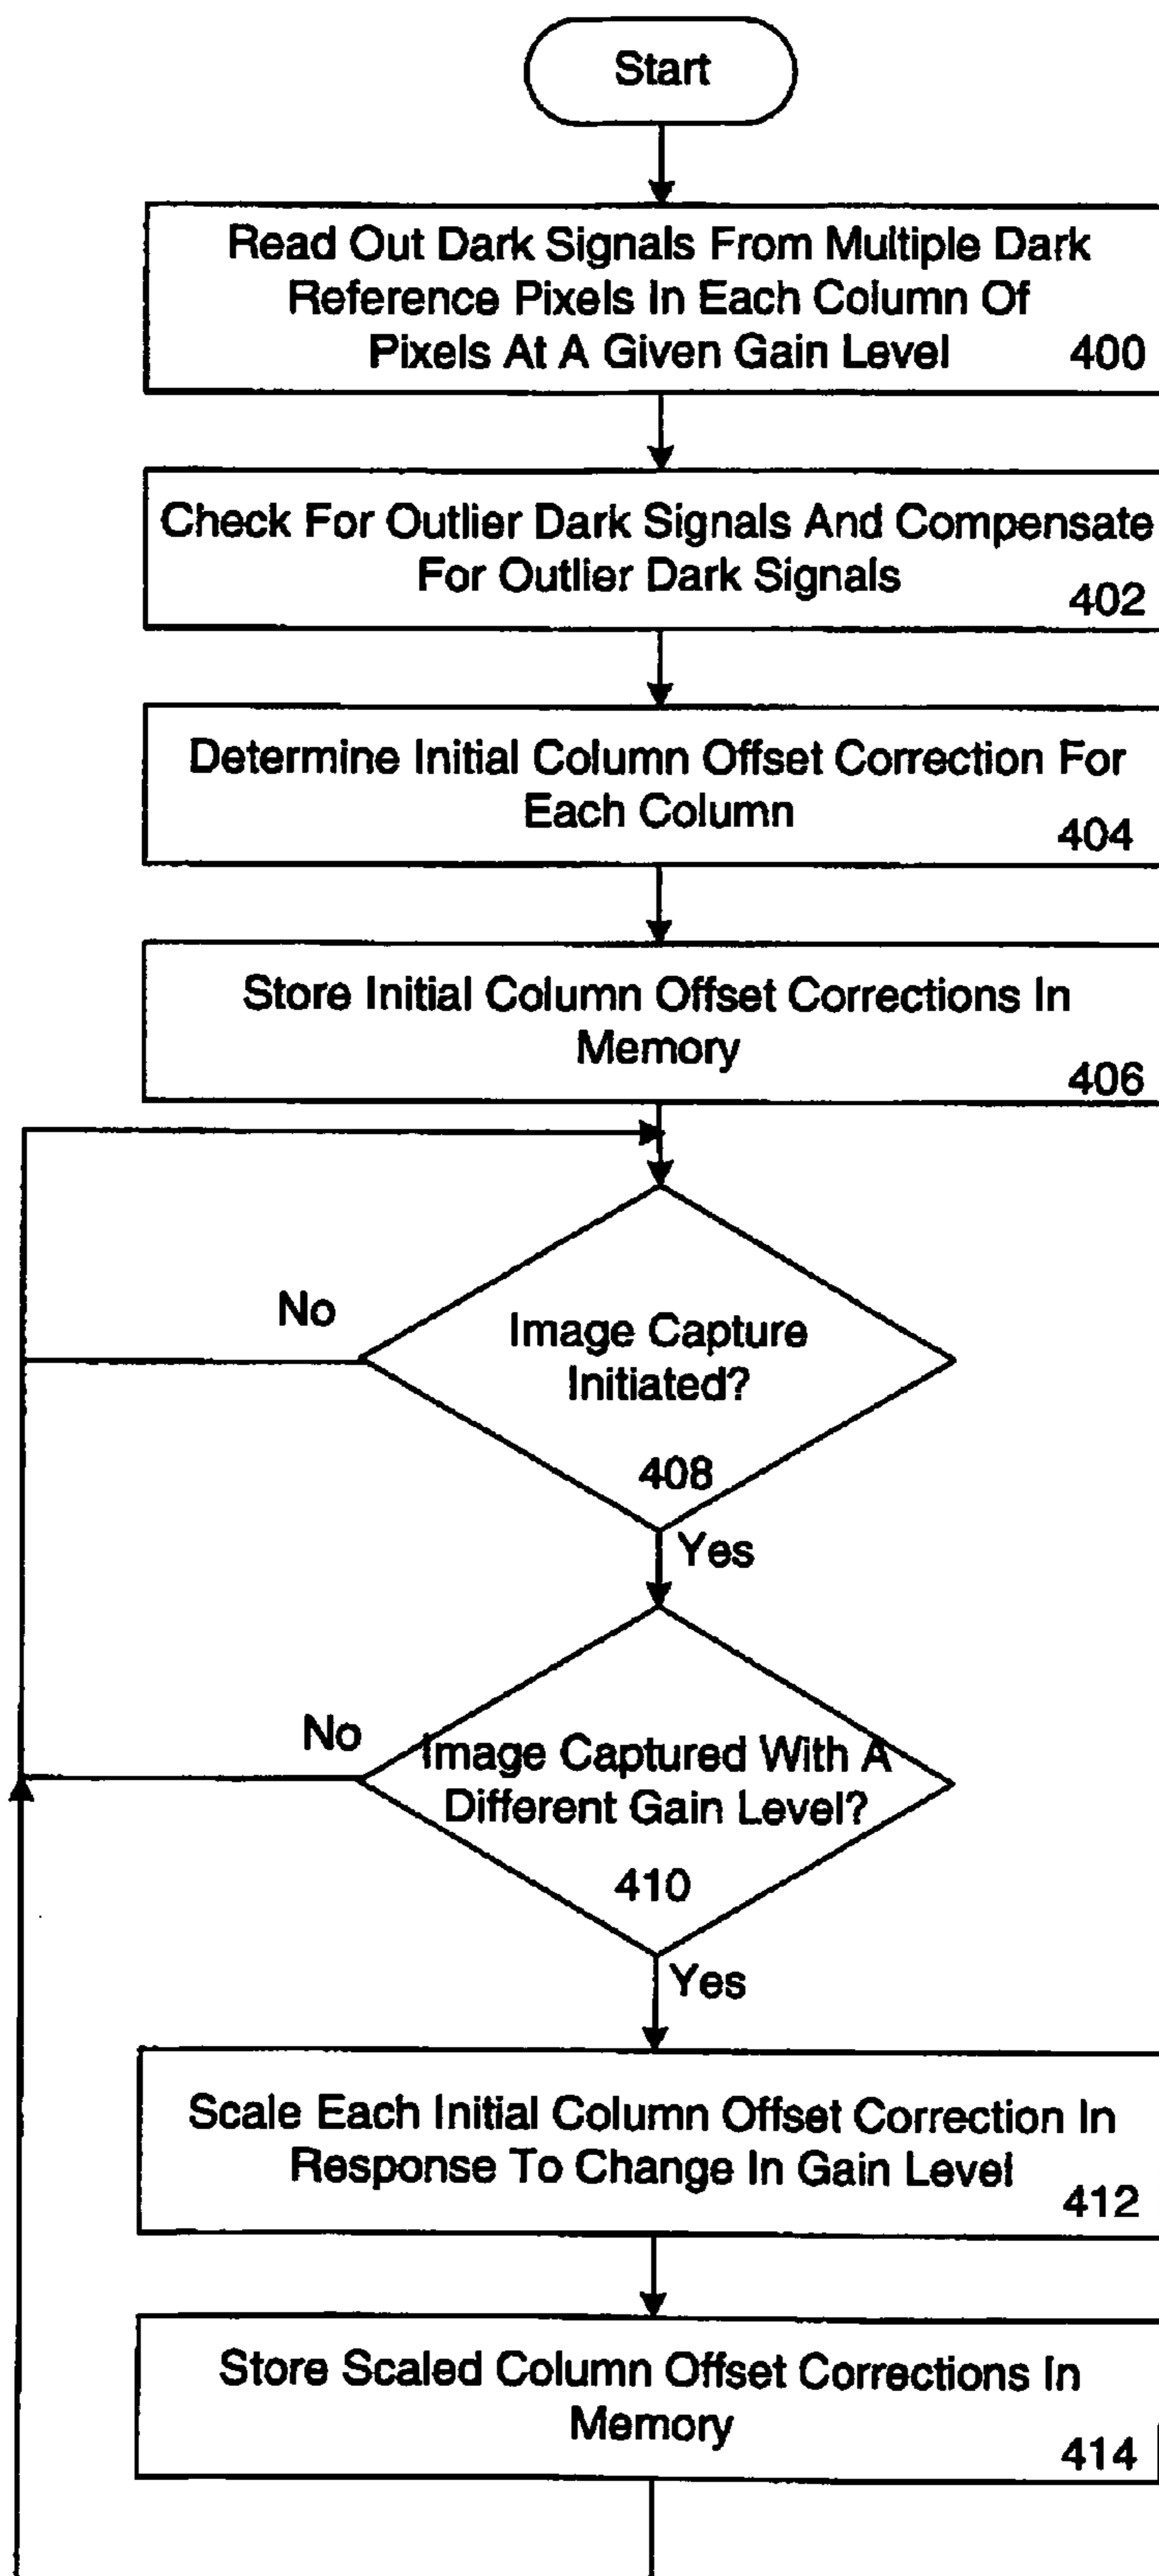 Start
Read Out Dark Signals From Multiple Dark
Reference Pixels In Each Column Of
Pixels At A Given Gain Level 400
Check For Outlier Dark Signals And Compensate
For Outlier Dark Signals
402
Determine Initial Column Offset Correction For
Each Column
404
Store Initial Column Offset Corrections In
Memory
406
No
Image Capture
Initiated?
408
Yes
No
Image Captured With A
Different Gain Level?
410
Yes
Scale Each Initial Column Offset Correction In
Response To Change In Gain Level
412
Store Scaled Column Offset Corrections In
Memory
414